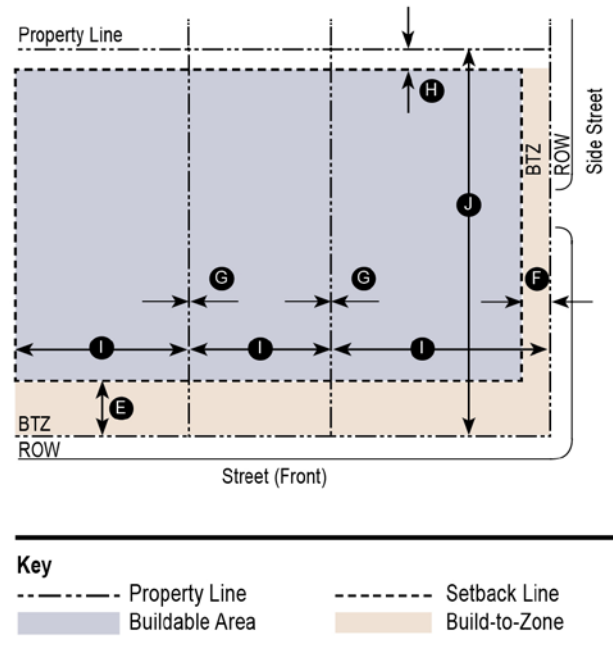 Property Line
H
BTZ
ROW
Side Street
J
G
G
F
I
I
I
E
BTZ
ROW
Street (Front)
Key
Property Line
Setback Line
Buildable Area
Build-to-Zone